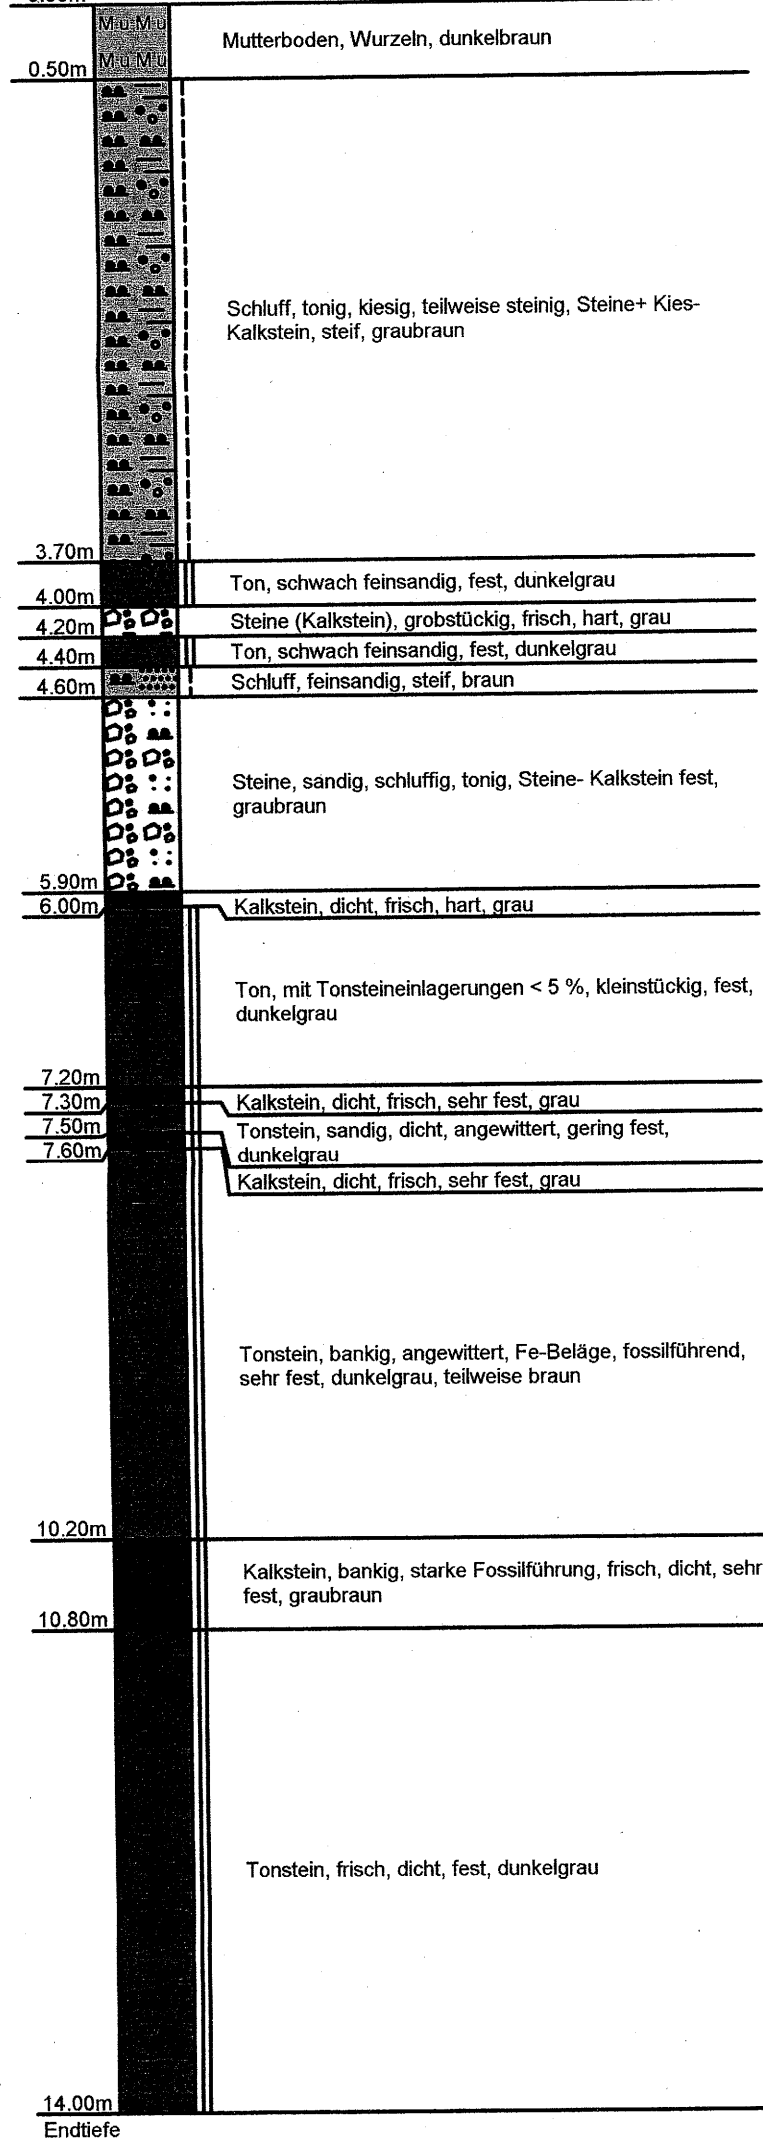 Mu Mu
Mutterboden, Wurzeln, dunkelbraun
Mu Mu
0.50m
Schluff, tonig, kiesig, teilweise steinig, Steine+ Kies-
Kalkstein, steif, graubraun
3.70m
Ton, schwach feinsandig, fest, dunkelgrau
4.00m
Steine (Kalkstein), grobstückig, frisch, hart, grau
4.20m
Ton, schwach feinsandig, fest, dunkelgrau
4.40m
Schluff, feinsandig, steif, braun
4.60m
Steine, sandig, schluffig, tonig, Steine- Kalkstein fest,
graubraun
5.90m
Kalkstein, dicht, frisch, hart, grau
6.00m
Ton, mit Tonsteineinlagerungen < 5 %, kleinstückig, fest,
dunkelgrau
7.20m
Kalkstein, dicht, frisch, sehr fest, grau
7.30m
Tonstein, sandig, dicht, angewittert, gering fest,
dunkelgrau
7.50m
Kalkstein, dicht, frisch, sehr fest, grau
7.60m
Tonstein, bankig, angewittert, Fe-Beläge, fossilführend,
sehr fest, dunkelgrau, teilweise braun
10.20m
Kalkstein, bankig, starke Fossilführung, frisch, dicht, sehr
fest, graubraun
10.80m
Tonstein, frisch, dicht, fest, dunkelgrau
14.00m
Endtiefe